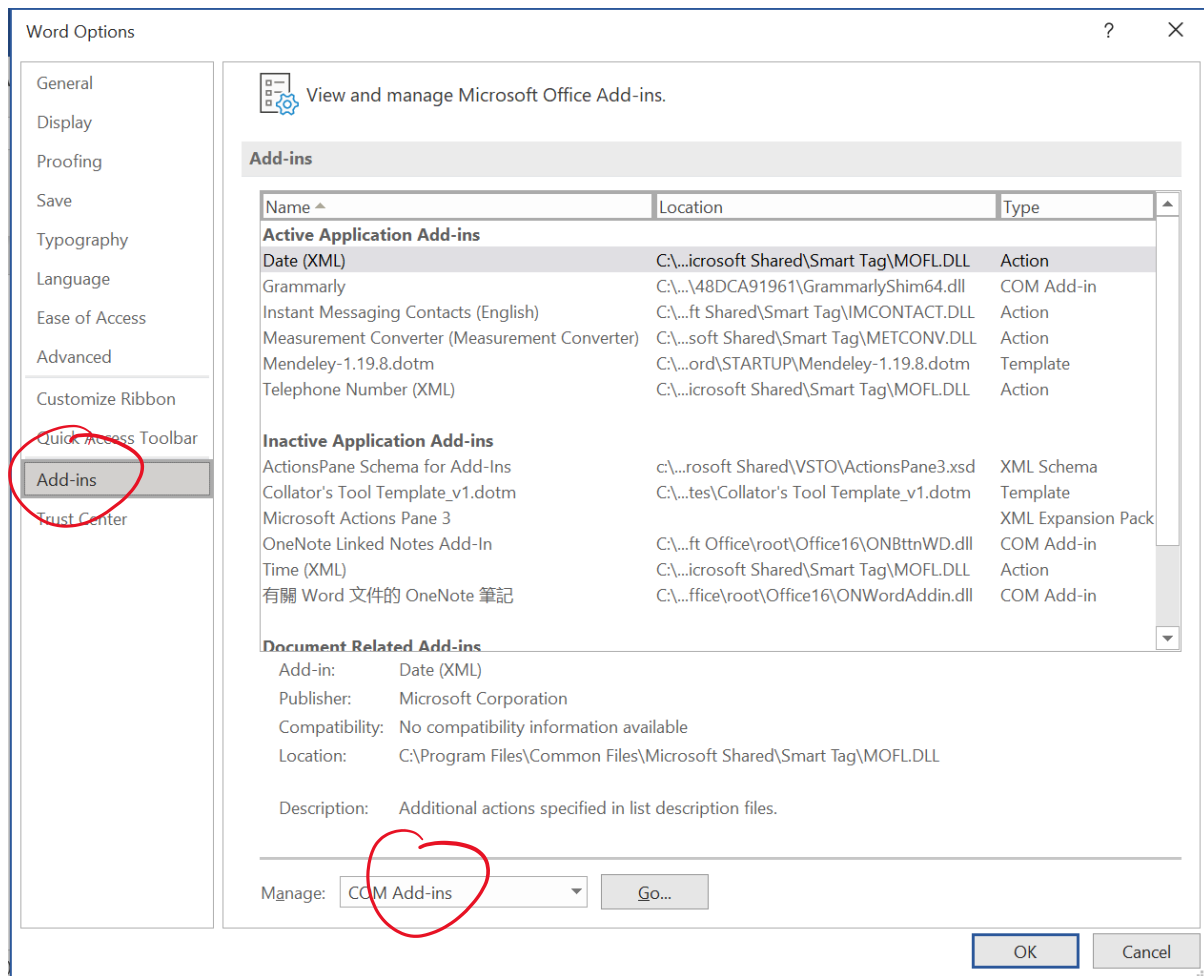 Word Options ?
General
Display
Proofing
Save
Typography
Language
Ease of Access
Advanced
Customize Ribbon
Quick Access Toolbar
Add-ins
Trust Center
View and manage Microsoft Office Add-ins.
Add-ins
Name Location Type
Active Application Add-ins
Date (XML) C:\...icrosoft Shared\Smart Tag\MOFL.DLL Action
Grammarly C:\...\48DCA91961\GrammarlyShim64.dll COM Add-in
Instant Messaging Contacts (English) C:\...ft Shared\Smart Tag\IMCONTACT.DLL Action
Measurement Converter (Measurement Converter) C:\...soft Shared\Smart Tag\METCONV.DLL Action
Mendeley-1.19.8.dotm C:\...ord\STARTUP\Mendeley-1.19.8.dotm Template
Telephone Number (XML) C:\...icrosoft Shared\Smart Tag\MOFL.DLL Action
Inactive Application Add-ins
ActionsPane Schema for Add-Ins c:\...rosoft Shared\VSTO\ActionsPane3.xsd XML Schema
Collator's Tool Template_v1.dotm C:\...tes\Collator's Tool Template_v1.dotm Template
Microsoft Actions Pane 3 XML Expansion Pack
OneNote Linked Notes Add-In C:\...ft Office\root\Office16\ONBttnWD.dll COM Add-in
Time (XML) C:\...icrosoft Shared\Smart Tag\MOFL.DLL Action
有關 Word 文件的 OneNote 筆記 C:\...ffice\root\Office16\ONWordAddin.dll COM Add-in
Document Related Add-ins
Add-in: Date (XML)
Publisher: Microsoft Corporation
Compatibility: No compatibility information available
Location: C:\Program Files\Common Files\Microsoft Shared\Smart Tag\MOFL.DLL
Description: Additional actions specified in list description files.
Manage: COM Add-ins Go...
OK Cancel